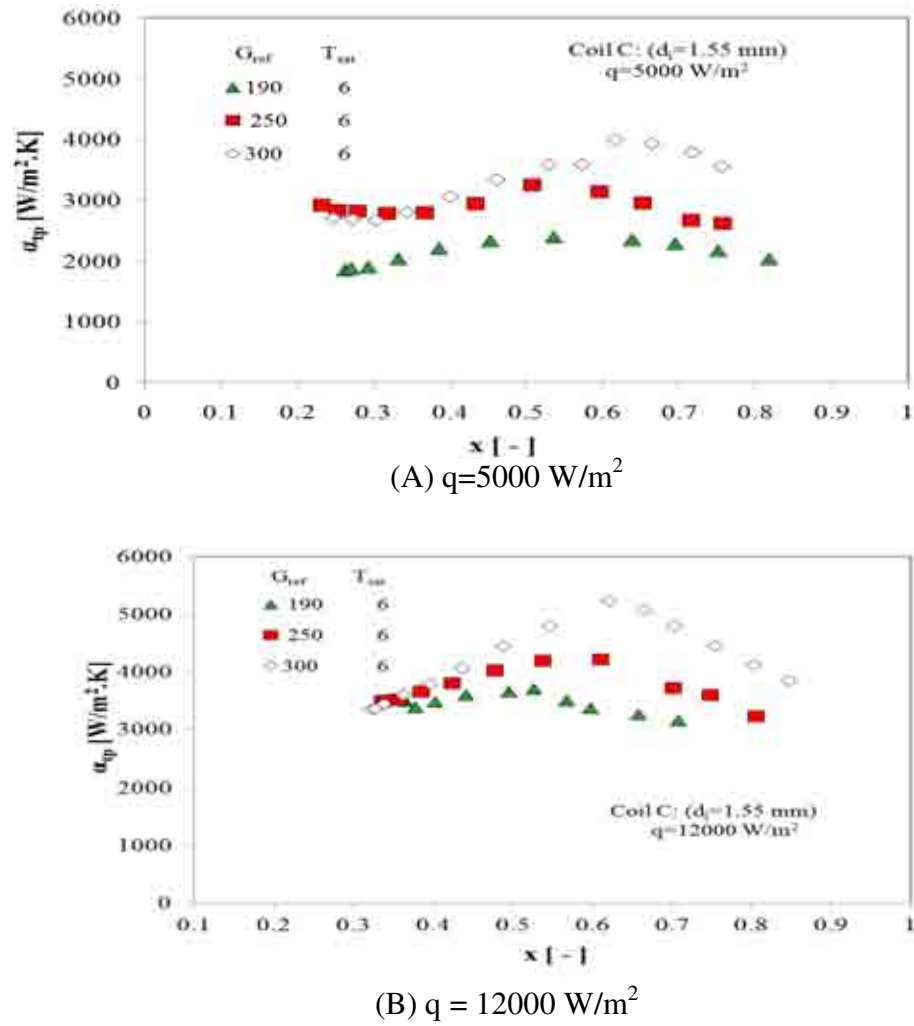 6000
5000
4000
3000
2000
1000
0
α_tp [W/m².K]
G_ref T_sat
190 6
250 6
300 6
Coil C: (d_i=1.55 mm)
q=5000 W/m²
0 0.1 0.2 0.3 0.4 0.5 0.6 0.7 0.8 0.9 1
x [ - ]
(A) q=5000 W/m²
6000
5000
4000
3000
2000
1000
0
α_tp [W/m².K]
G_ref T_sat
190 6
250 6
300 6
Coil C: (d_i=1.55 mm)
q=12000 W/m²
0.1 0.2 0.3 0.4 0.5 0.6 0.7 0.8 0.9 1
x [ - ]
(B) q = 12000 W/m²